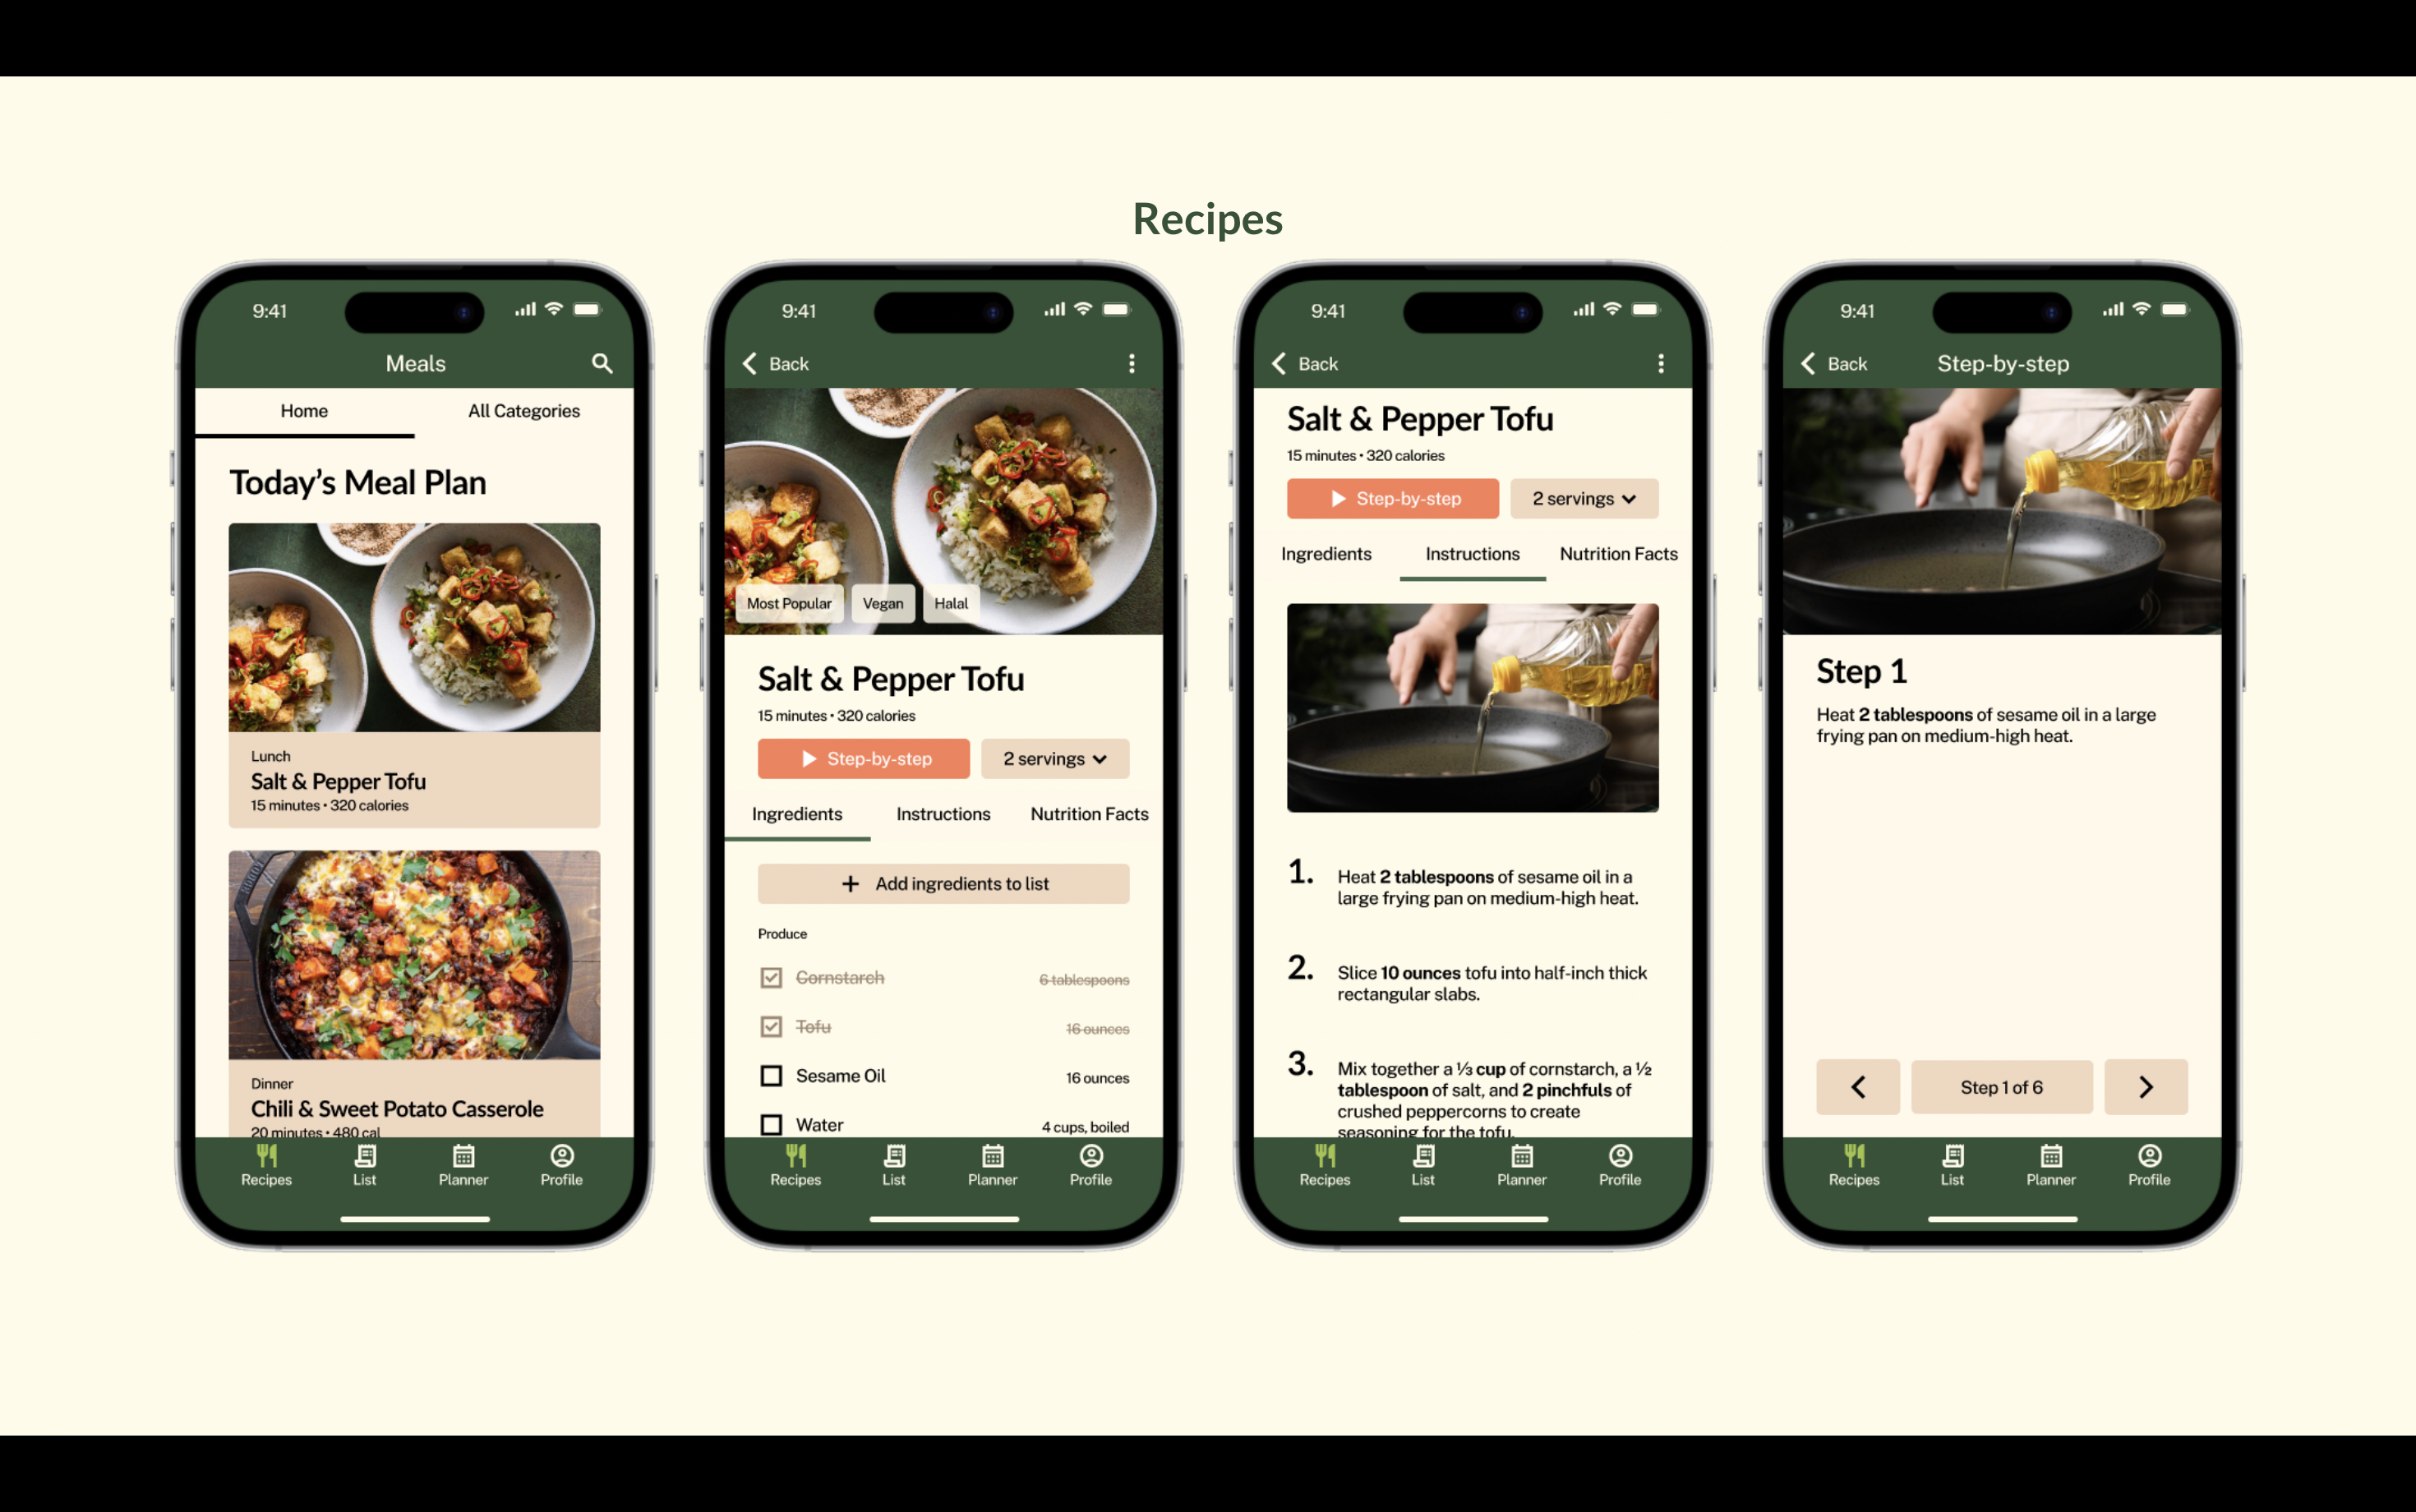 Recipes
9:41
Meals
Home
All Categories
Today's Meal Plan
Lunch
Salt & Pepper Tofu
15 minutes • 320 calories
Dinner
Chili & Sweet Potato Casserole
20 minutes • 480 cal
Recipes
List
Planner
Profile
9:41
Back
Most Popular
Vegan
Halal
Salt & Pepper Tofu
15 minutes • 320 calories
Step-by-step
2 servings
Ingredients
Instructions
Nutrition Facts
+ Add ingredients to list
Produce
Cornstarch
6 tablespoons
Tofu
16 ounces
Sesame Oil
16 ounces
Water
4 cups, boiled
Recipes
List
Planner
Profile
9:41
Back
Salt & Pepper Tofu
15 minutes • 320 calories
Step-by-step
2 servings
Ingredients
Instructions
Nutrition Facts
1. Heat 2 tablespoons of sesame oil in a
large frying pan on medium-high heat.
2. Slice 10 ounces tofu into half-inch thick
rectangular slabs.
3. Mix together a ⅓ cup of cornstarch, a ½
tablespoon of salt, and 2 pinchfuls of
crushed peppercorns to create
seasoning for the tofu.
Recipes
List
Planner
Profile
9:41
Back
Step-by-step
Step 1
Heat 2 tablespoons of sesame oil in a large
frying pan on medium-high heat.
Step 1 of 6
Recipes
List
Planner
Profile